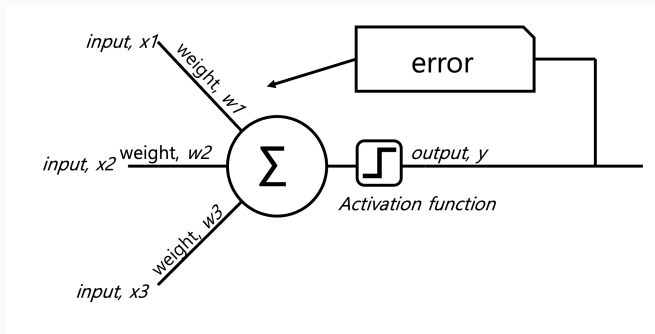 input, x1
weight, w1
error
input, x2
weight, w2
Σ
output, y
Activation function
weight, w3
input, x3